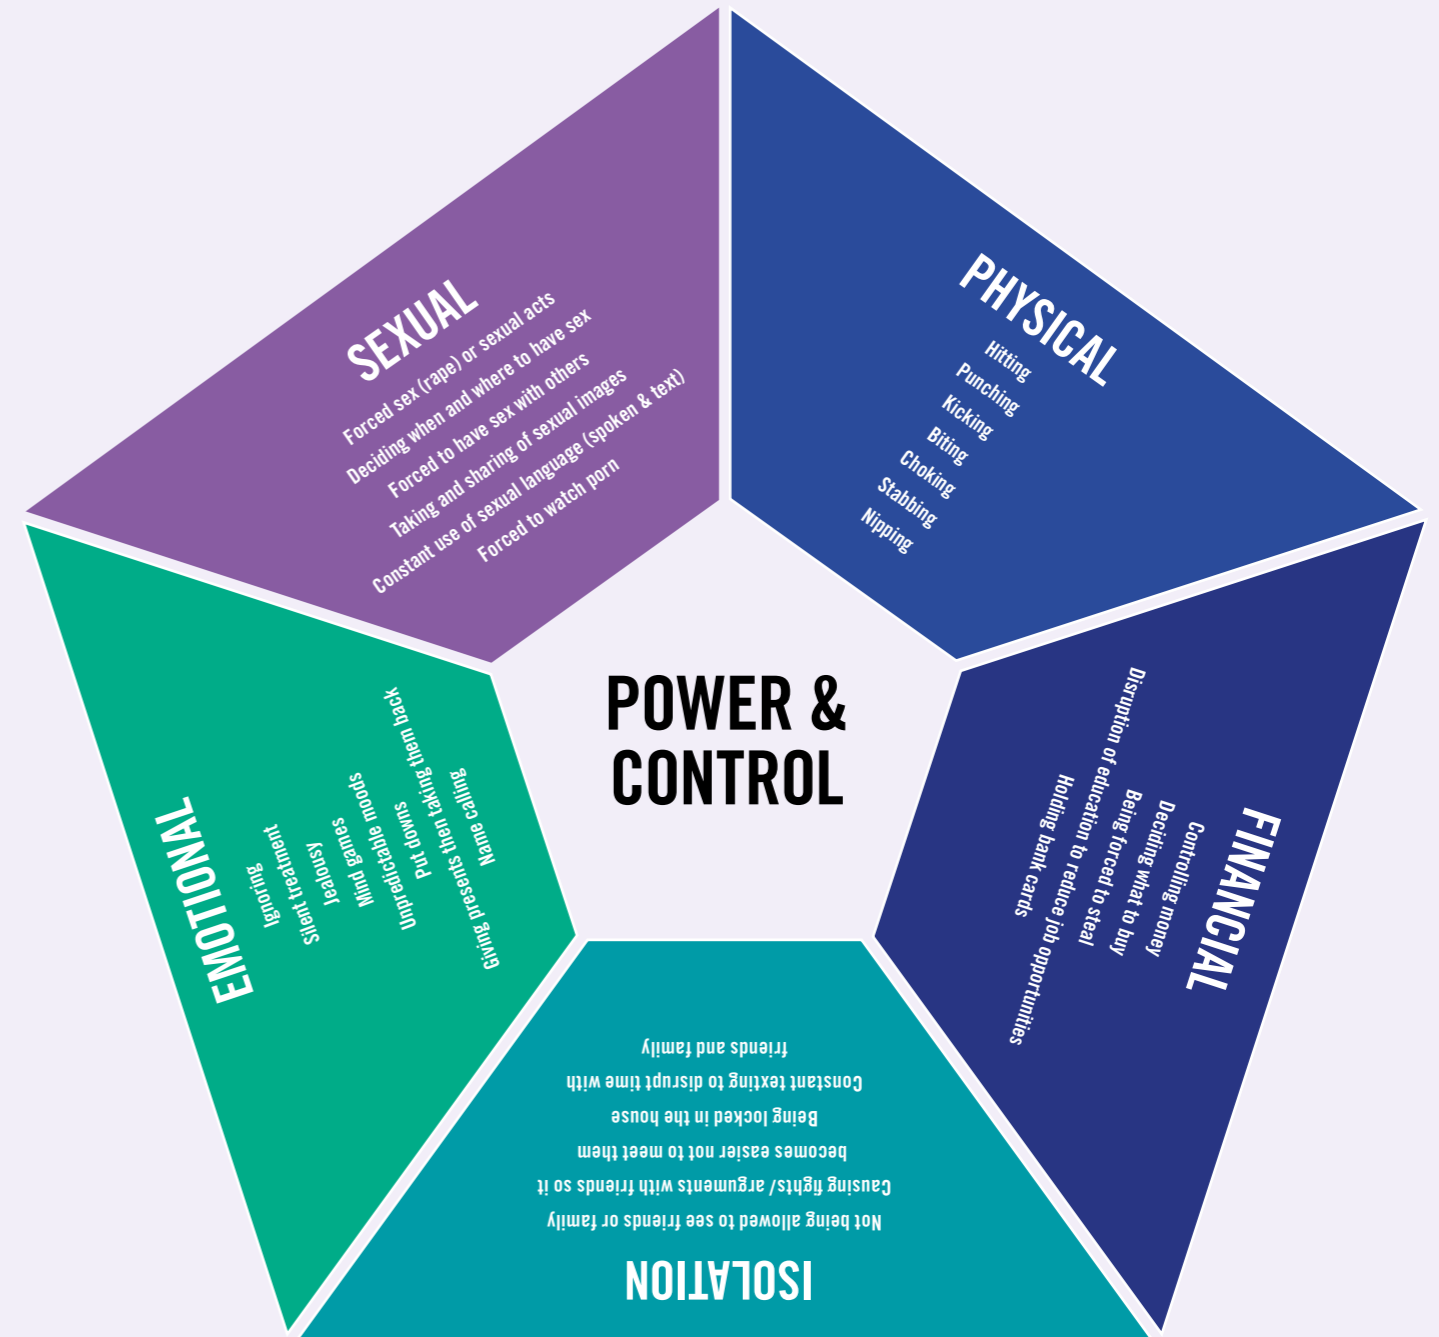 SEXUAL
Forced sex (rape) or sexual acts
Deciding when and where to have sex
Forced to have sex with others
Taking and sharing of sexual images
Constant use of sexual language (spoken & text)
Forced to watch porn
PHYSICAL
Hitting
Punching
Kicking
Biting
Choking
Stabbing
Nipping
FINANCIAL
Controlling money
Deciding what to buy
Being forced to steal
Disruption of education to reduce job opportunities
Holding bank cards
ISOLATION
Not being allowed to see friends or family
Causing fights/ arguments with friends so it
becomes easier not to meet them
Being locked in the house
Constant texting to disrupt time with
friends and family
EMOTIONAL
Ignoring
Silent treatment
Jealousy
Mind games
Unpredictable moods
Put downs
Giving presents then taking them back
Name calling
POWER &
CONTROL